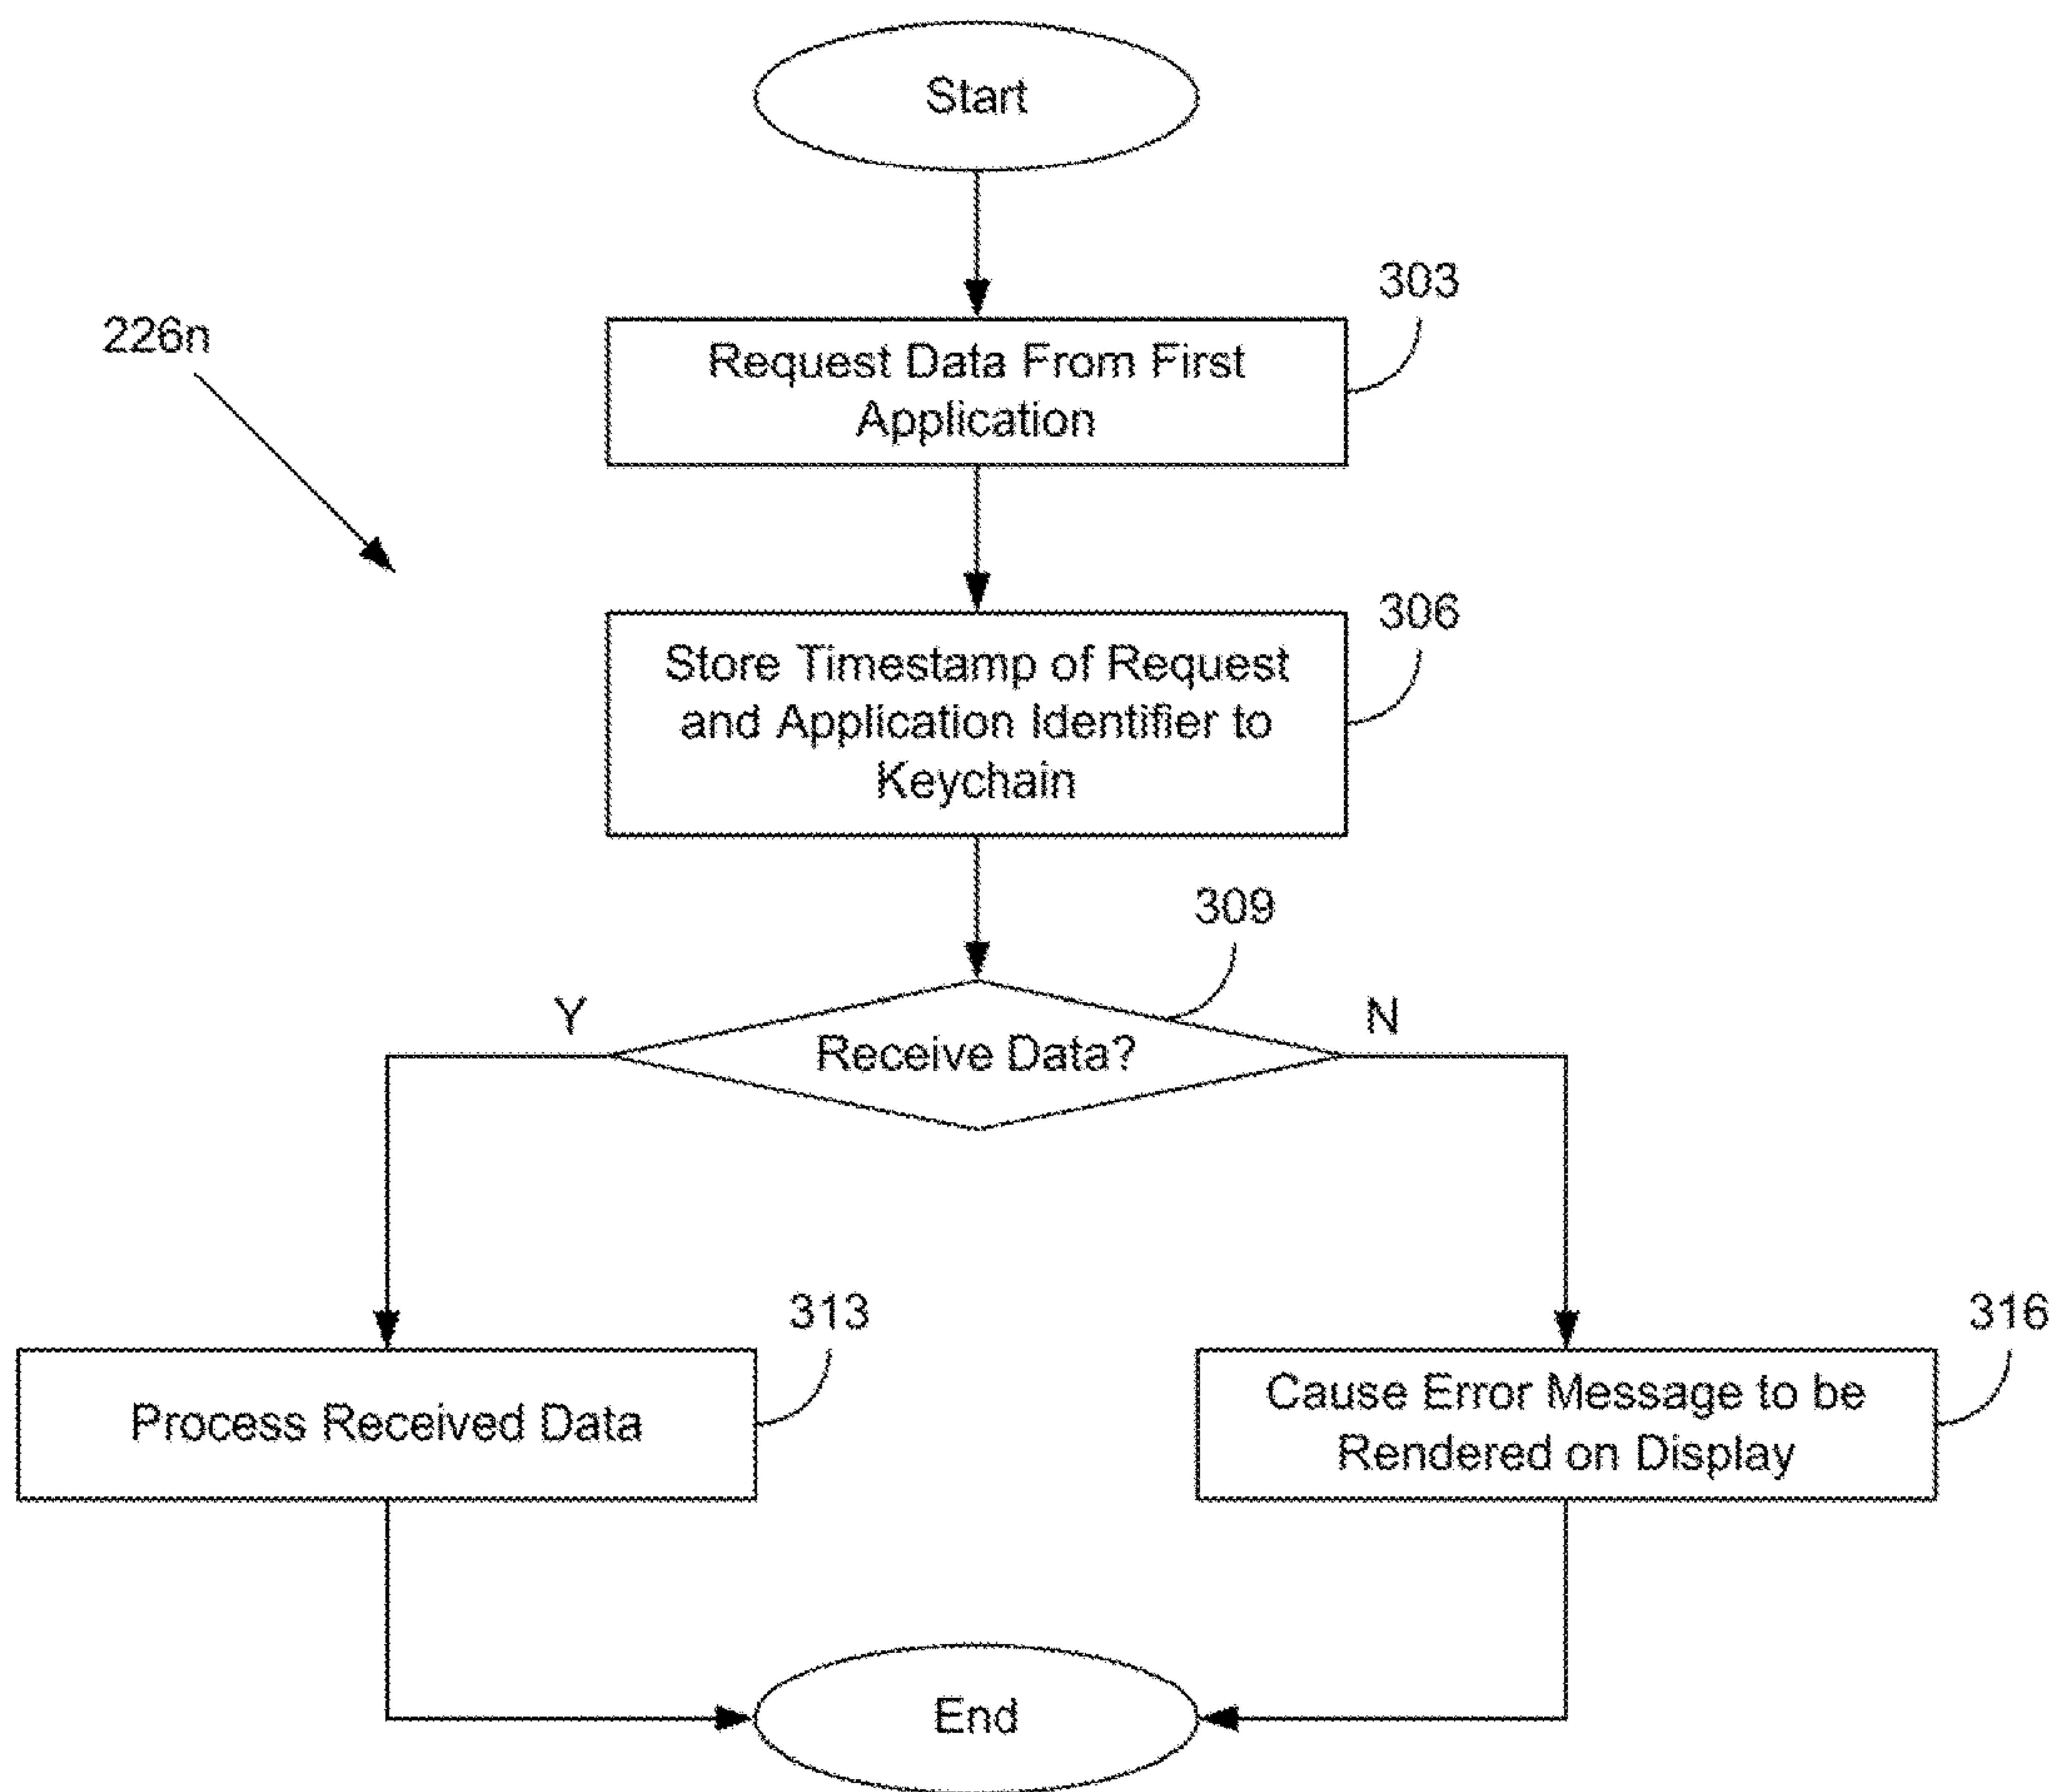 Start
303
226n
Request Data From First
Application
306
Store Timestamp of Request
and Application Identifier to
Keychain
309
Y
N
Receive Data?
313
316
Process Received Data
Cause Error Message to be
Rendered on Display
End